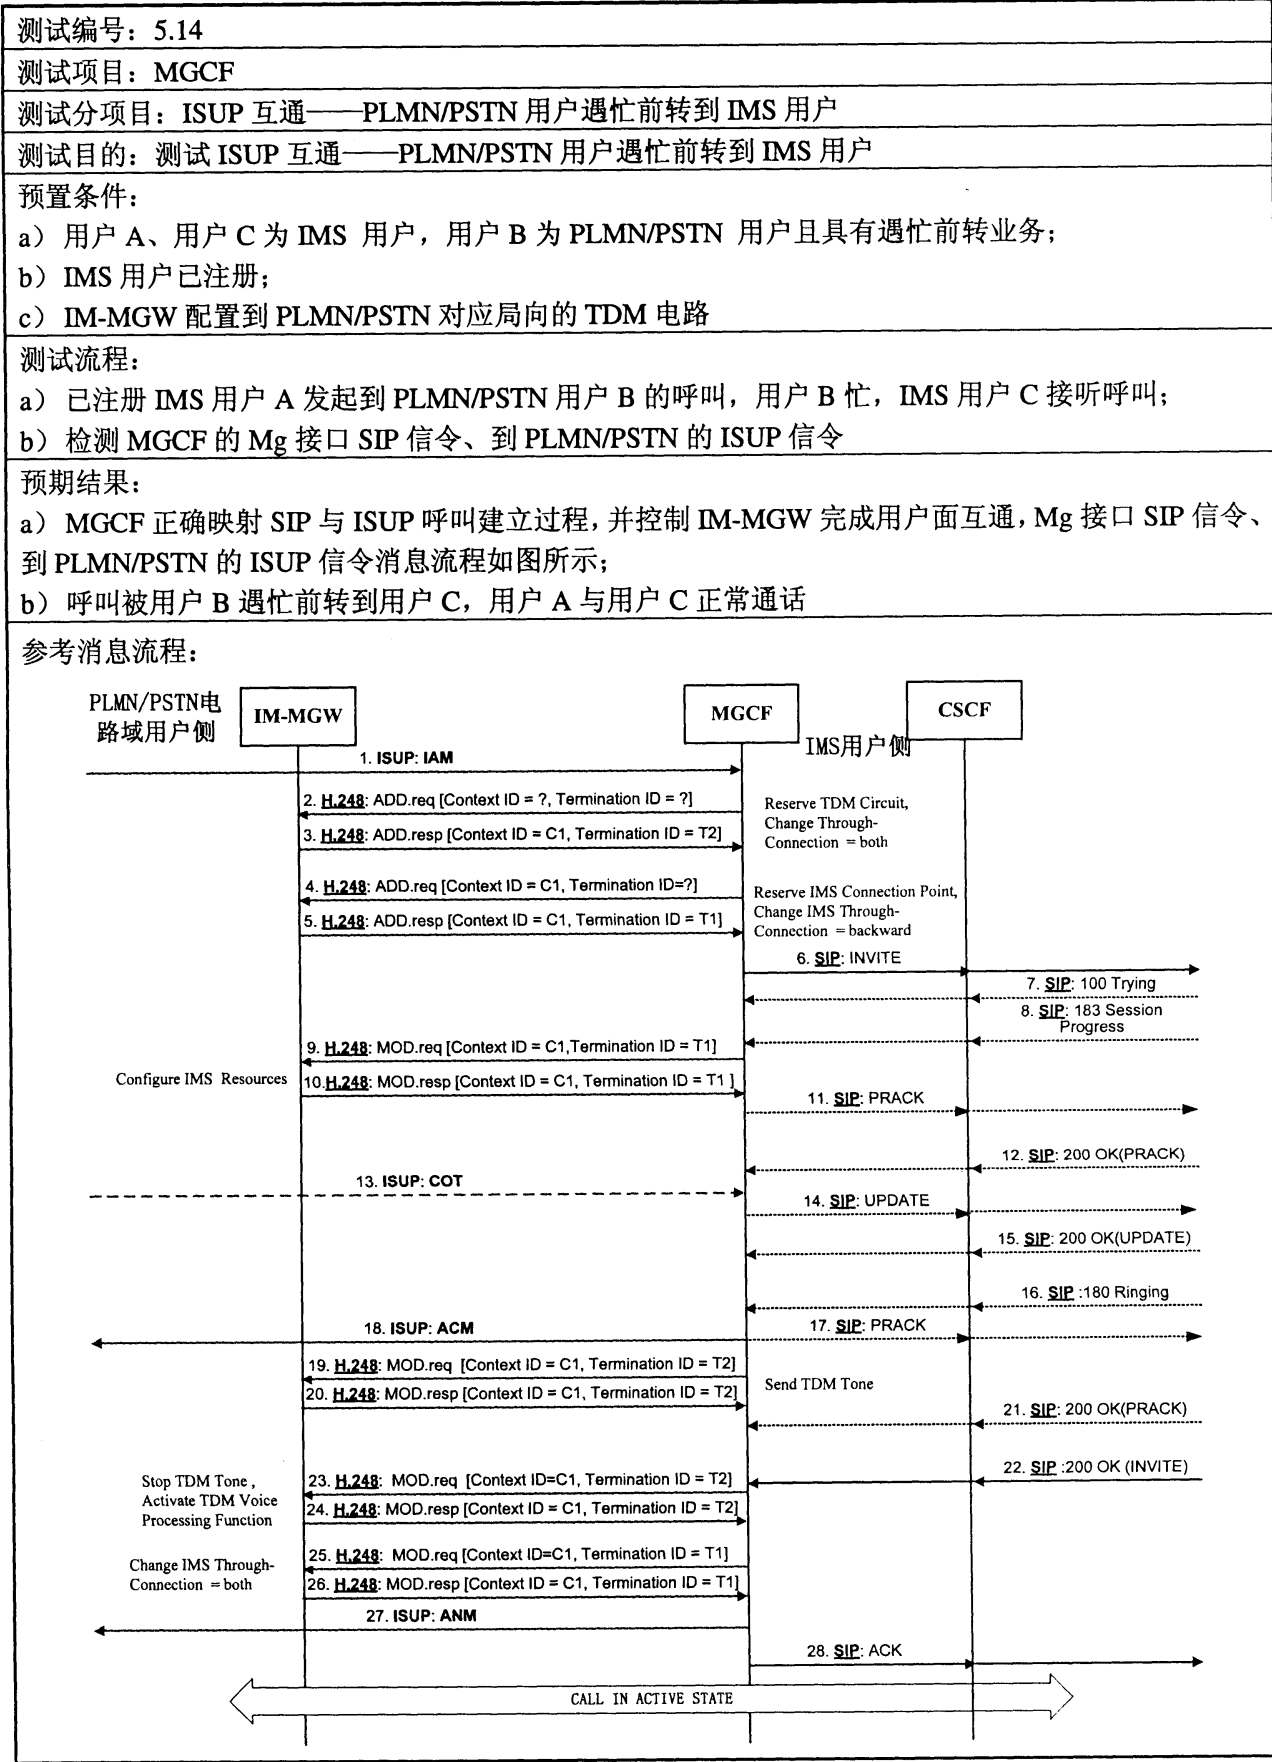 测试编号：5.14
测试项目：MGCF
测试分项目：ISUP 互通——PLMN/PSTN 用户遇忙前转到 IMS 用户
测试目的：测试 ISUP 互通——PLMN/PSTN 用户遇忙前转到 IMS 用户
预置条件：
a）用户 A、用户 C 为 IMS 用户，用户 B 为 PLMN/PSTN 用户且具有遇忙前转业务；
b）IMS 用户已注册；
c）IM-MGW 配置到 PLMN/PSTN 对应局向的 TDM 电路
测试流程：
a）已注册 IMS 用户 A 发起到 PLMN/PSTN 用户 B 的呼叫，用户 B 忙，IMS 用户 C 接听呼叫；
b）检测 MGCF 的 Mg 接口 SIP 信令、到 PLMN/PSTN 的 ISUP 信令
预期结果：
a）MGCF 正确映射 SIP 与 ISUP 呼叫建立过程，并控制 IM-MGW 完成用户面互通，Mg 接口 SIP 信令、
到 PLMN/PSTN 的 ISUP 信令消息流程如图所示；
b）呼叫被用户 B 遇忙前转到用户 C，用户 A 与用户 C 正常通话
参考消息流程：
PLMN/PSTN电
路域用户侧
IM-MGW
MGCF
CSCF
IMS用户侧
1. ISUP: IAM
2. H.248: ADD.req [Context ID = ?, Termination ID = ?]
Reserve TDM Circuit,
Change Through-
Connection = both
3. H.248: ADD.resp [Context ID = C1, Termination ID = T2]
4. H.248: ADD.req [Context ID = C1, Termination ID=?]
Reserve IMS Connection Point,
Change IMS Through-
Connection = backward
5. H.248: ADD.resp [Context ID = C1, Termination ID = T1]
6. SIP: INVITE
7. SIP: 100 Trying
8. SIP: 183 Session
Progress
9. H.248: MOD.req [Context ID = C1,Termination ID = T1]
Configure IMS Resources
10.H.248: MOD.resp [Context ID = C1, Termination ID = T1 ]
11. SIP: PRACK
12. SIP: 200 OK(PRACK)
13. ISUP: COT
14. SIP: UPDATE
15. SIP: 200 OK(UPDATE)
16. SIP :180 Ringing
18. ISUP: ACM
17. SIP: PRACK
19. H.248: MOD.req [Context ID = C1, Termination ID = T2]
Send TDM Tone
20. H.248: MOD.resp [Context ID = C1, Termination ID = T2]
21. SIP: 200 OK(PRACK)
22. SIP :200 OK (INVITE)
Stop TDM Tone ,
Activate TDM Voice
Processing Function
23. H.248: MOD.req [Context ID=C1, Termination ID = T2]
24. H.248: MOD.resp [Context ID = C1, Termination ID = T2]
Change IMS Through-
Connection = both
25. H.248: MOD.req [Context ID=C1, Termination ID = T1]
26. H.248: MOD.resp [Context ID = C1, Termination ID = T1]
27. ISUP: ANM
28. SIP: ACK
CALL IN ACTIVE STATE